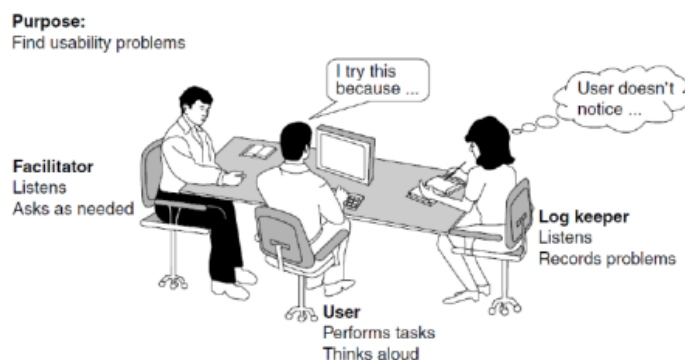 Purpose:
Find usability problems
I try this
because ...
User doesn't
notice ...
Facilitator
Listens
Asks as needed
Log keeper
Listens
Records problems
User
Performs tasks
Thinks aloud